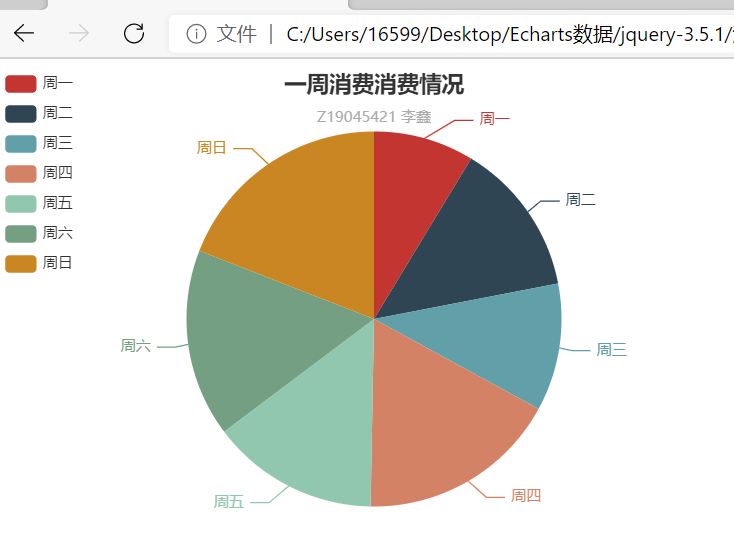 文件 | C:/Users/16599/Desktop/Echarts数据/jquery-3.5.1/
一周消费消费情况
Z19045421 李鑫
周一
周二
周三
周四
周五
周六
周日
周一
周二
周三
周四
周五
周六
周日